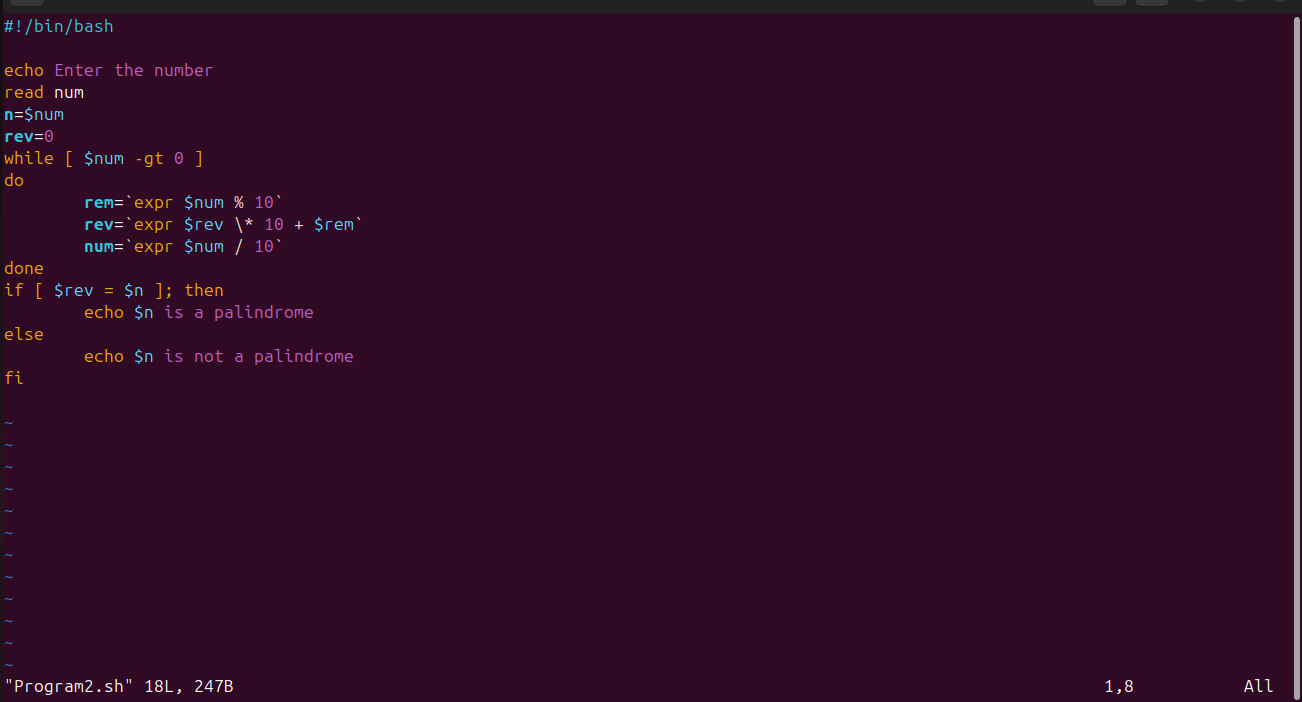 #!/bin/bash

echo Enter the number
read num
n=$num
rev=0
while [ $num -gt 0 ]
do
        rem=`expr $num % 10`
        rev=`expr $rev \* 10 + $rem`
        num=`expr $num / 10`
done
if [ $rev = $n ]; then
        echo $n is a palindrome
else
        echo $n is not a palindrome
fi

~
~
~
~
~
~
~
~
~
~
~
~
"Program2.sh" 18L, 247B 1,8 All